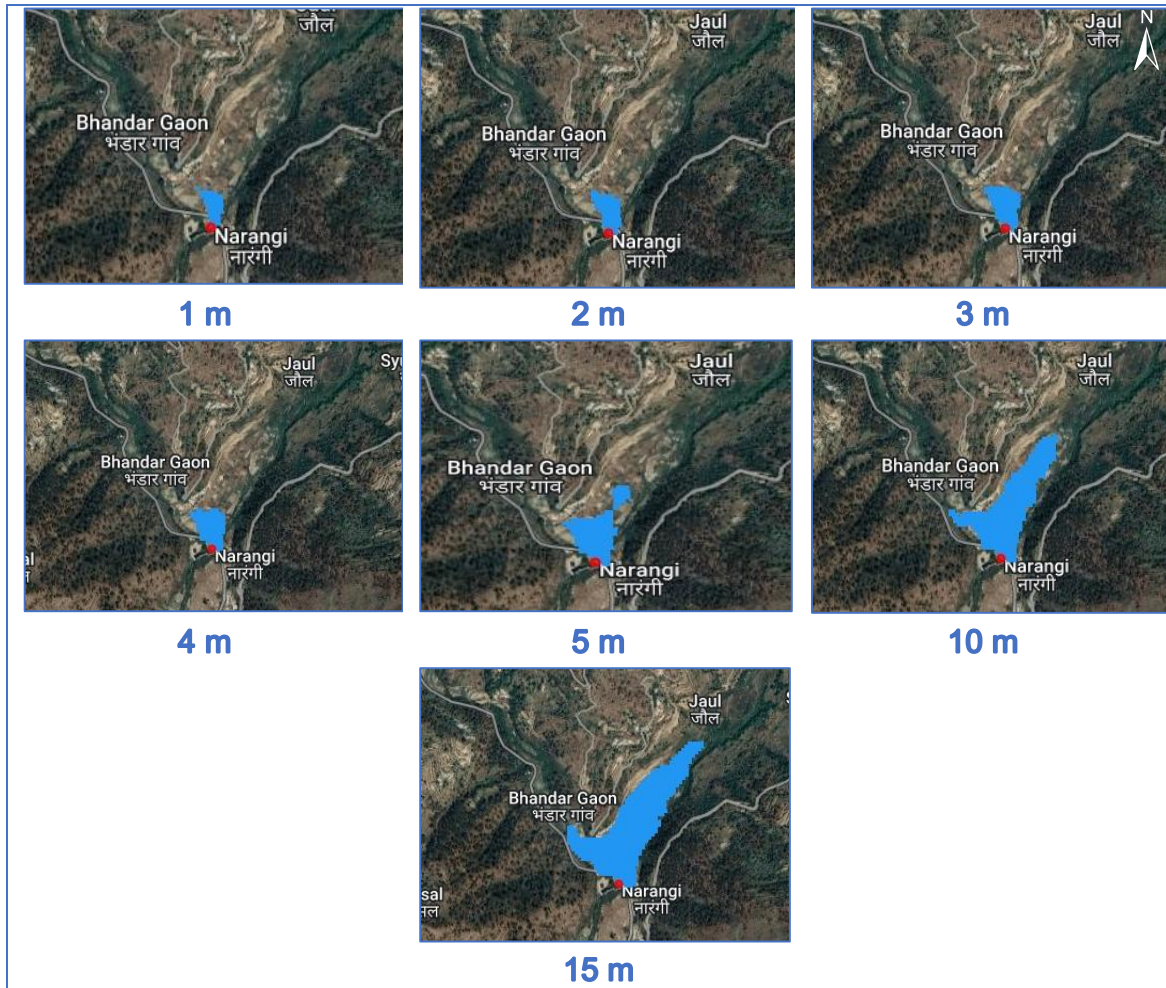 Jaul
जौल
Bhandar Gaon
भंडार गांव
Narangi
नारंगी
1 m
Jaul
जौल
Bhandar Gaon
भंडार गांव
Narangi
नारंगी
2 m
N
Jaul
जौल
Bhandar Gaon
भंडार गांव
Narangi
नारंगी
3 m
Jaul
जौल
Bhandar Gaon
भंडार गांव
Narangi
नारंगी
4 m
Jaul
जौल
Bhandar Gaon
भंडार गांव
Narangi
नारंगी
5 m
Jaul
जौल
Bhandar Gaon
भंडार गांव
Narangi
नारंगी
10 m
Jaul
जौल
Bhandar Gaon
भंडार गांव
Narangi
नारंगी
15 m